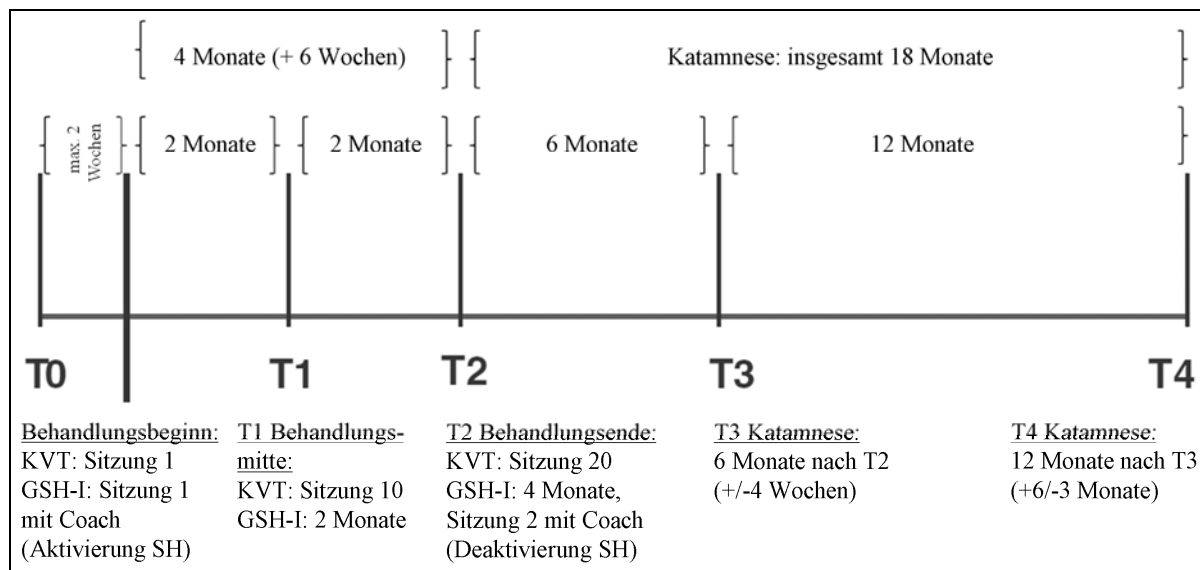 4 Monate (+ 6 Wochen)
Katamnese: insgesamt 18 Monate
max. 2
Wochen
2 Monate
2 Monate
6 Monate
12 Monate
T0
T1
T2
T3
T4
Behandlungsbeginn:
KVT: Sitzung 1
GSH-I: Sitzung 1
mit Coach
(Aktivierung SH)
T1 Behandlungs-
mitte:
KVT: Sitzung 10
GSH-I: 2 Monate
T2 Behandlungsende:
KVT: Sitzung 20
GSH-I: 4 Monate,
Sitzung 2 mit Coach
(Deaktivierung SH)
T3 Katamnese:
6 Monate nach T2
(+/-4 Wochen)
T4 Katamnese:
12 Monate nach T3
(+6/-3 Monate)